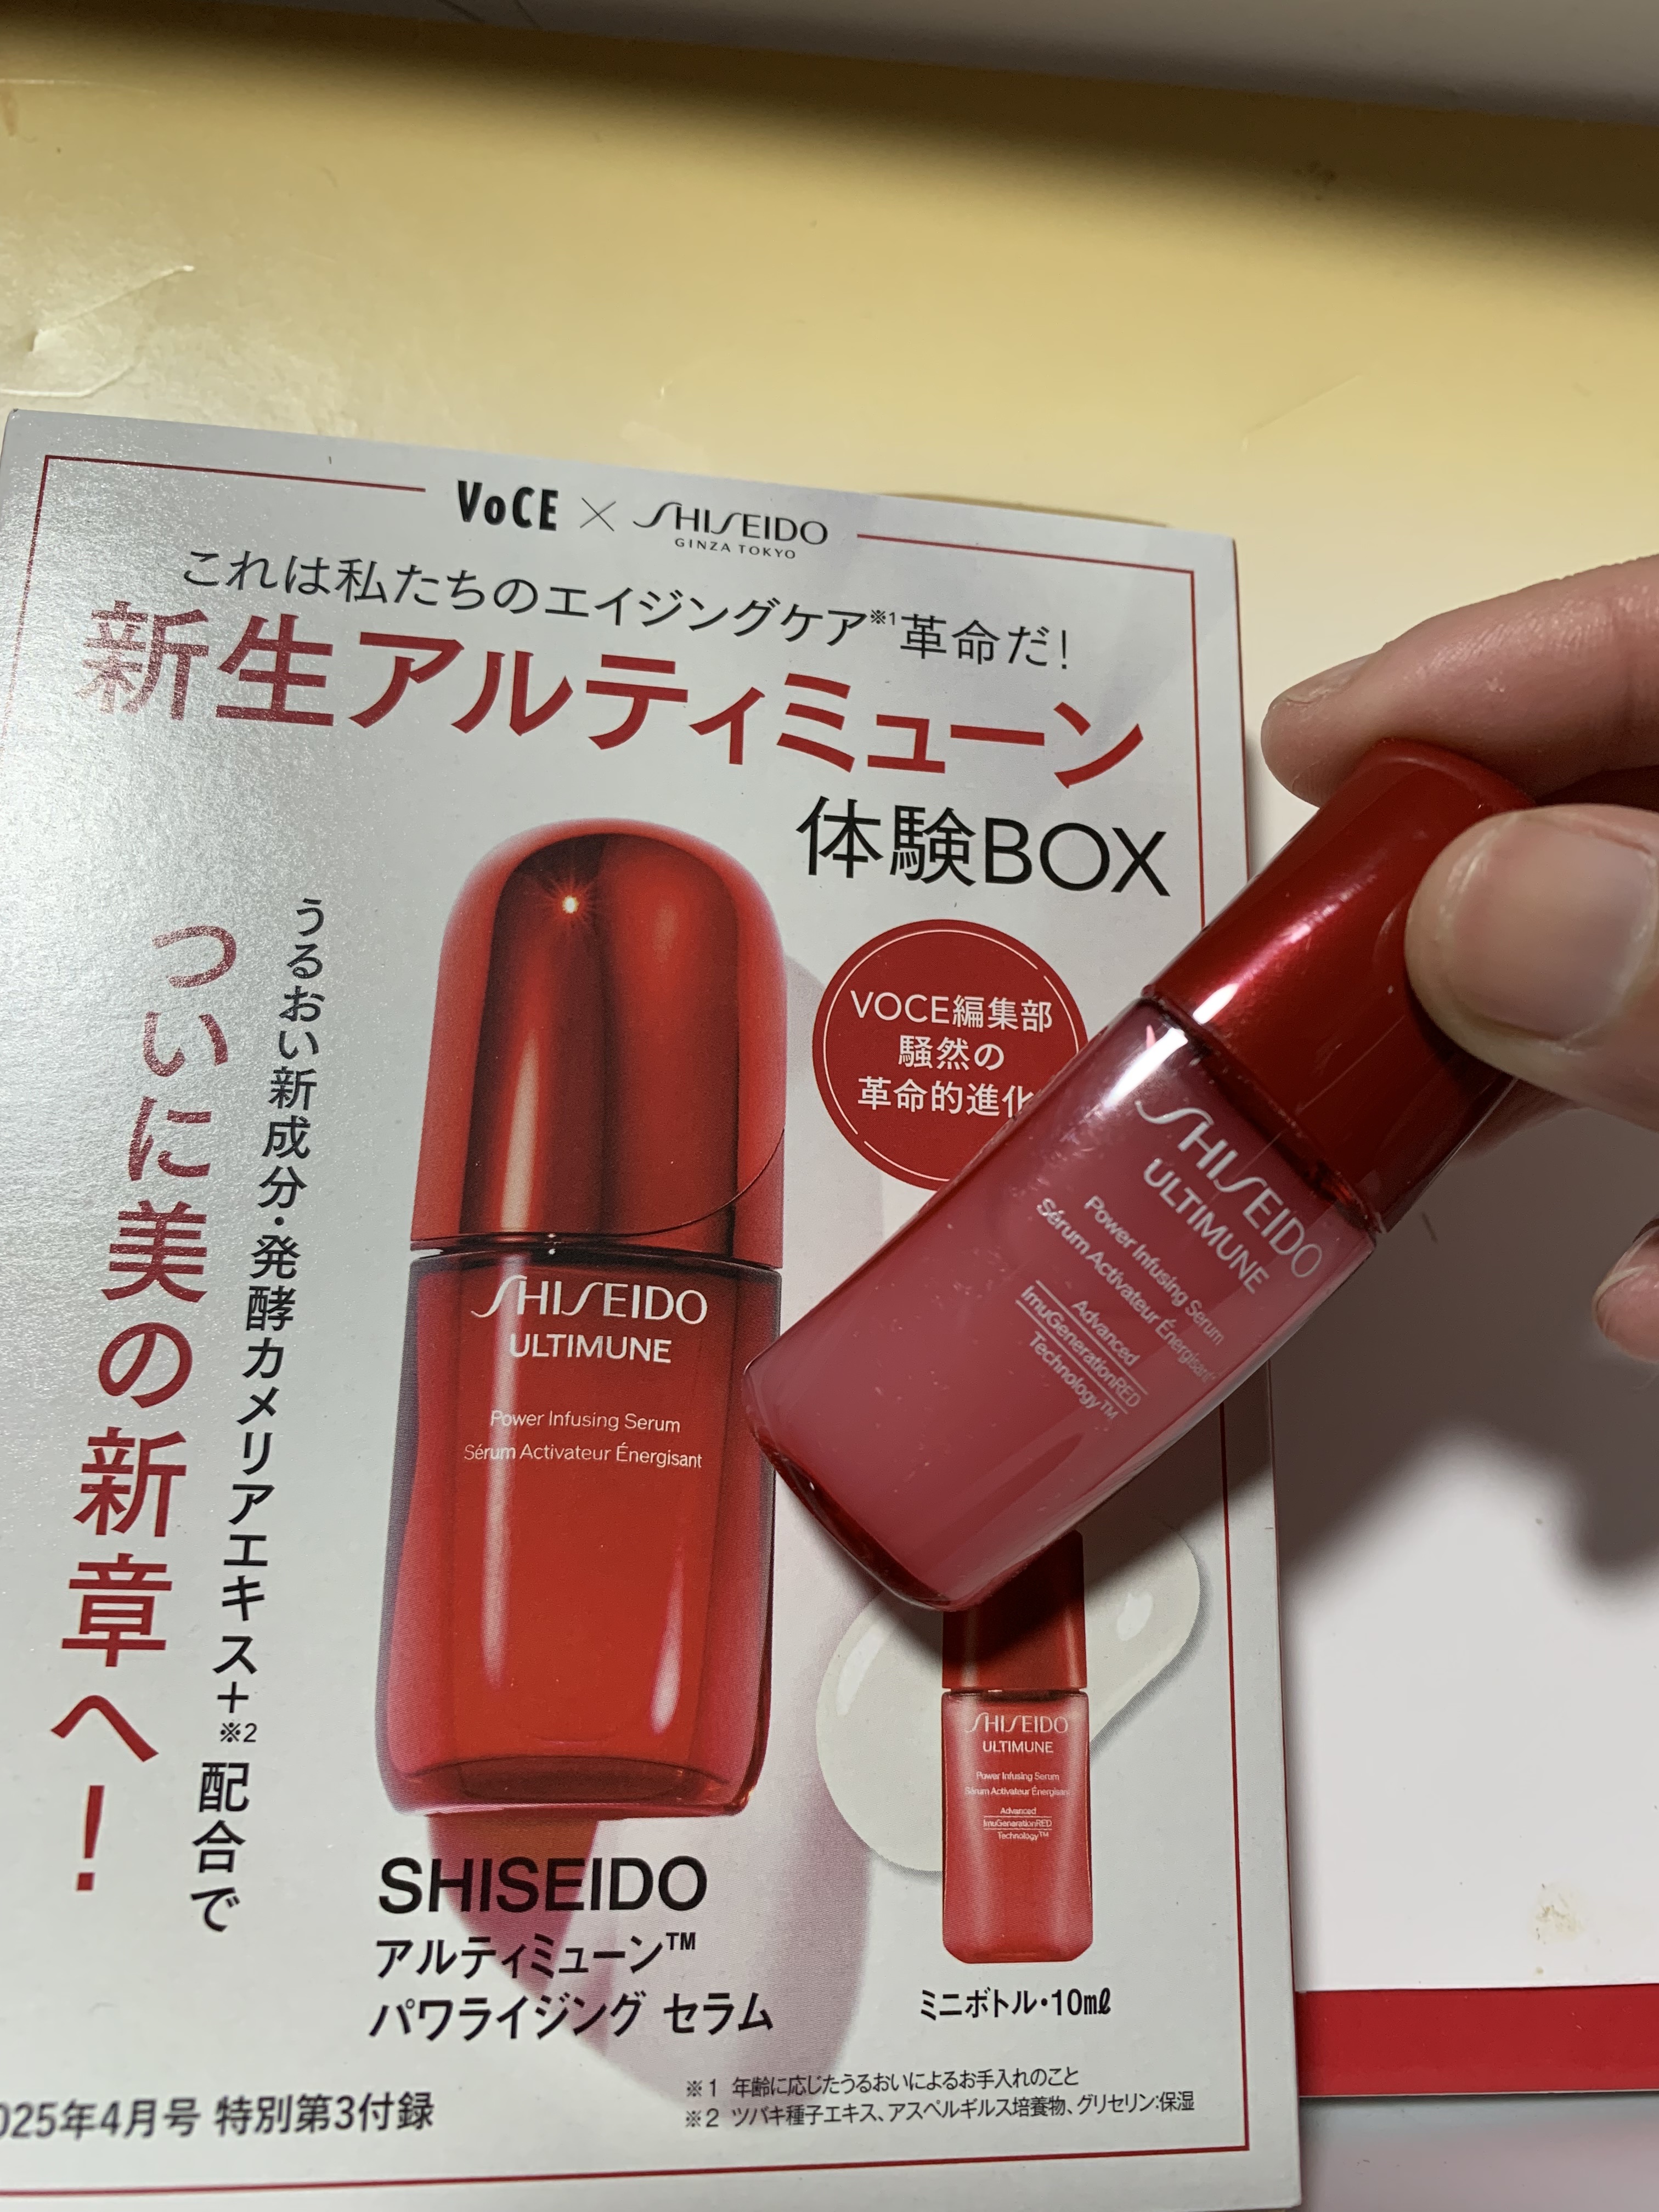 VoCE × SHISEIDO
GINZA TOKYO
これは私たちのエイジングケア※1革命だ!
新生アルティミューン
体験BOX
うるおい新成分・発酵カメリアエキス+※2配合で
ついに美の新章へ!
VOCE編集部
騒然の
革命的進化
SHISEIDO
ULTIMUNE
Power Infusing Serum
Sérum Activateur Énergisant
SHISEIDO
ULTIMUNE
Power Infusing Serum
Sérum Activateur Énergisant
Advanced
ImuGenerationRED
Technology™
SHISEIDO
ULTIMUNE
Power Infusing Serum
Sérum Activateur Énergisant
Advanced
ImuGenerationRED
Technology™
SHISEIDO
アルティミューン™
パワライジング セラム
ミニボトル・10mℓ
※1 年齢に応じたうるおいによるお手入れのこと
※2 ツバキ種子エキス、アスペルギルス培養物、グリセリン:保湿
025年4月号 特別第3付録